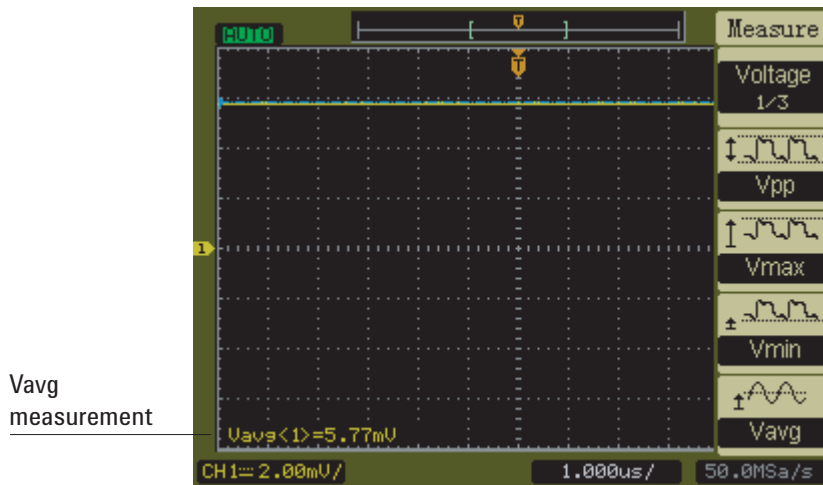 AUTO
T
T
Measure
Voltage
1/3
Vpp
Vmax
Vmin
Vavg
1
Vavg
measurement
Vavg<1>=5.77mV
CH1⎓2.00mV/
1.000us/
50.0MSa/s